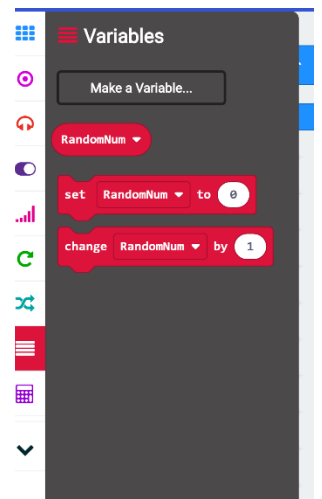 Variables
Make a Variable...
RandomNum
set RandomNum to 0
change RandomNum by 1